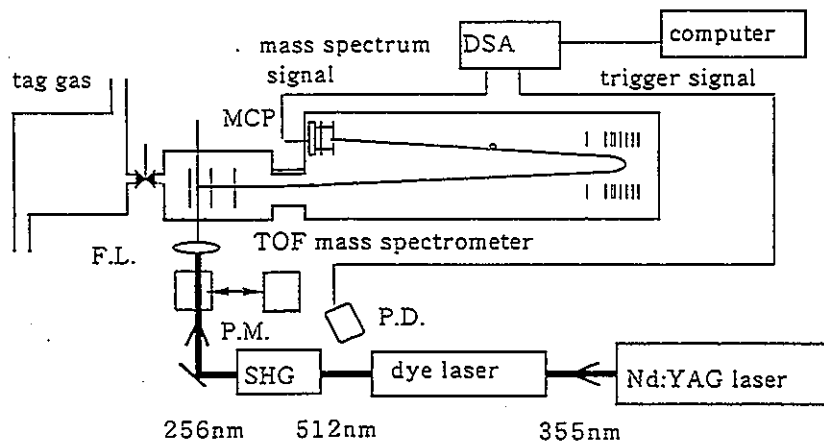 mass spectrum
signal
DSA
computer
tag gas
trigger signal
MCP
TOF mass spectrometer
F.L.
P.M.
P.D.
SHG
dye laser
Nd:YAG laser
256nm
512nm
355nm